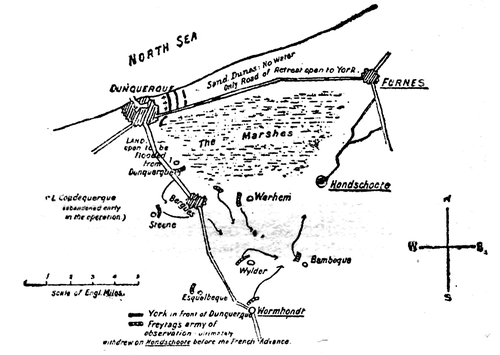 NORTH SEA
Sand Dunes: No water
Only Road of Retreat open to York.
DUNQUERQUE
FURNES
The Marshes
LAND
open to be
flooded
from
Dunquerque
Hondschoote
1
"1. Coudequerque
abandoned early
in the operation.)
Bergues
Steene
Warhem
Bambeque
Wylder
Esquelbeque
Wormhoudt
N
W
E
S
1 2 3 4 5
Scale of Engl. Miles.
York in front of Dunquerque
Freytags army of
observation ultimately
withdrew on Hondschoote before the French Advance.